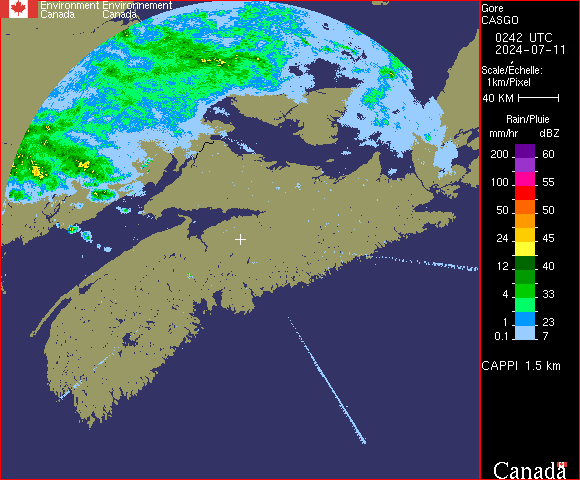 Environment Environnement
Canada Canada
Gore
CASGO
0242 UTC
2024-07-11
Scale/Échelle:
1km/Pixel
40 KM
Rain/Pluie
mm/hr dBZ
200 60
100 55
50 50
24 45
12 40
4 33
1 23
0.1 7
CAPPI 1.5 km
Canada